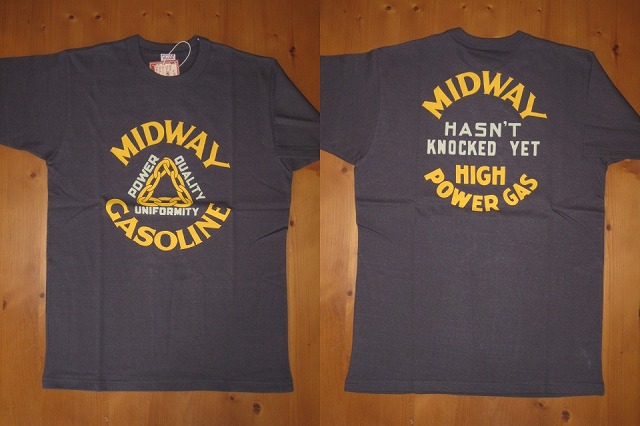 MIDWAY
POWER
QUALITY
UNIFORMITY
GASOLINE
MIDWAY
HASN'T
KNOCKED YET
HIGH
POWER GAS